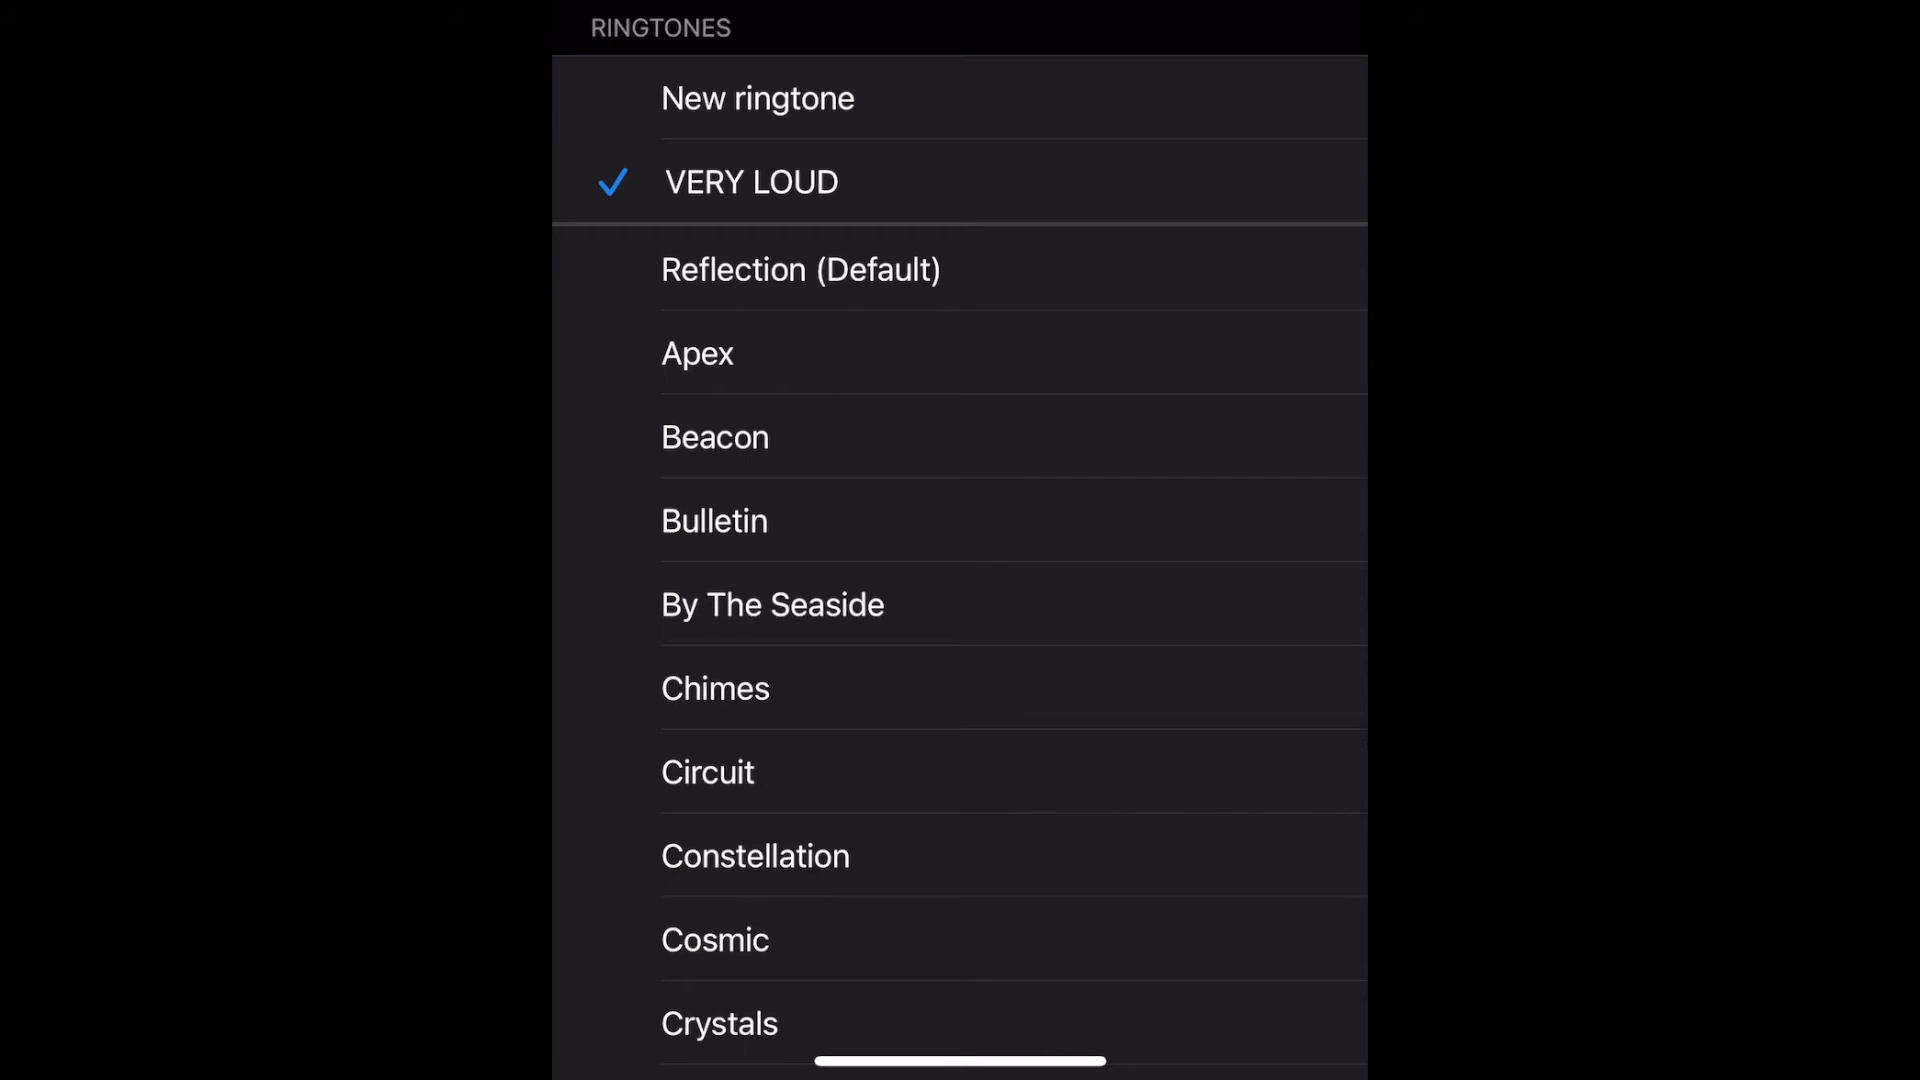 RINGTONES
New ringtone
VERY LOUD
Reflection (Default)
Apex
Beacon
Bulletin
By The Seaside
Chimes
Circuit
Constellation
Cosmic
Crystals